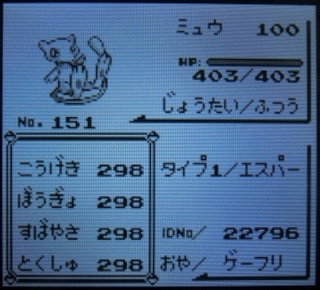 ミュウ 100
HP:
403/403
じょうたい/ふつう
No. 151
こうげき 298
ぼうぎょ 298
すばやさ 298
とくしゅ 298
タイプ1/エスパー
IDNo/ 22796
おや/ ゲーフリ